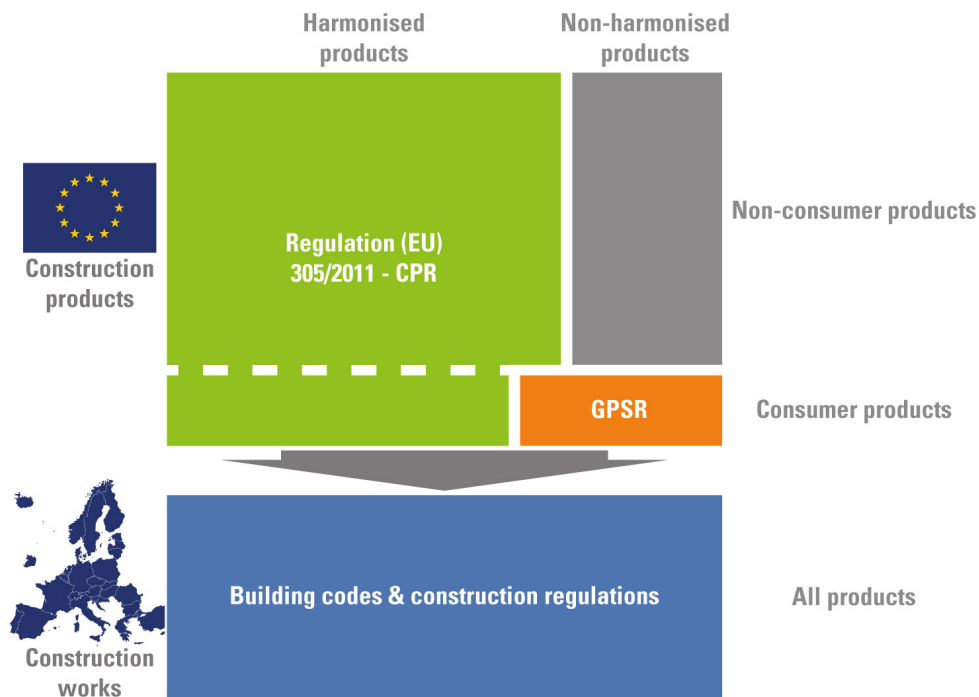 Harmonised
products
Non-harmonised
products
Construction
products
Regulation (EU)
305/2011 - CPR
Non-consumer products
GPSR
Consumer products
Building codes & construction regulations
All products
Construction
works